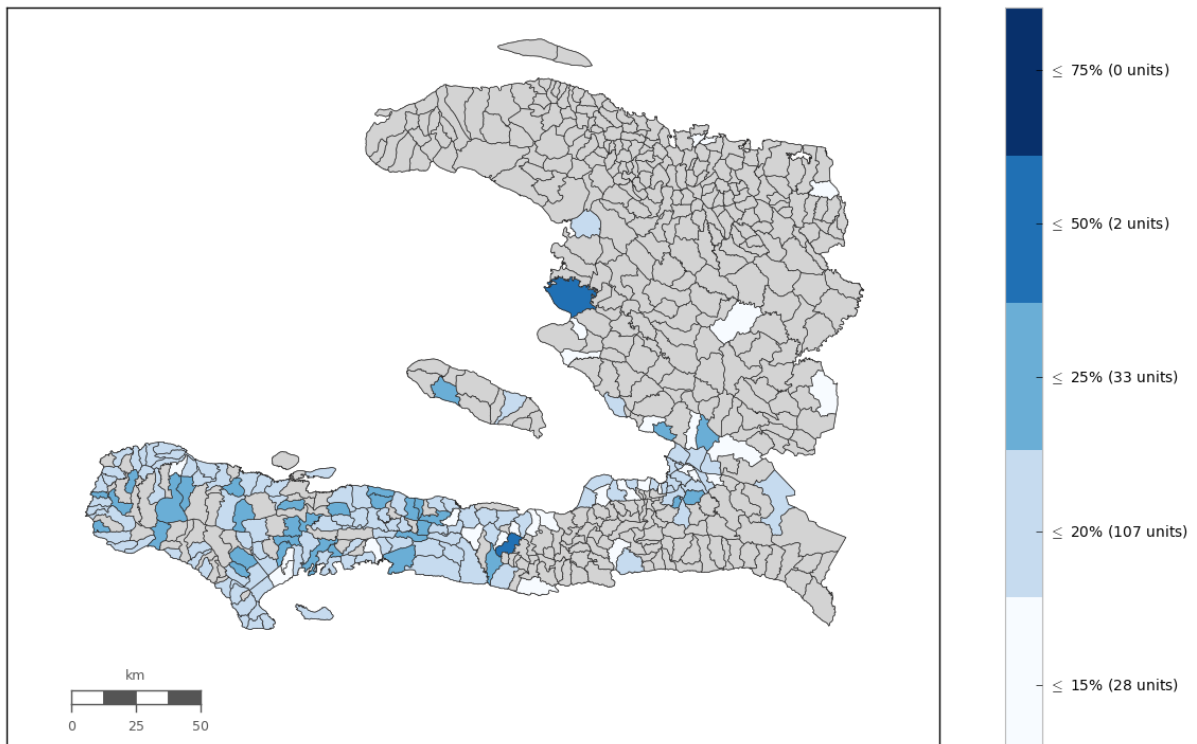 ≤ 75% (0 units)
≤ 50% (2 units)
≤ 25% (33 units)
≤ 20% (107 units)
≤ 15% (28 units)
km
0 25 50